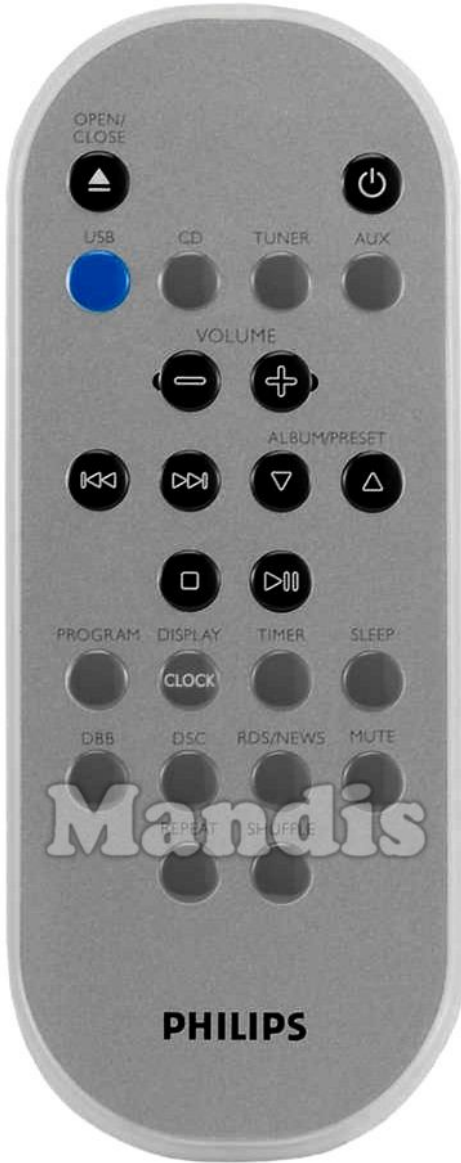 OPEN/
CLOSE
USB CD TUNER AUX
VOLUME
ALBUM/PRESET
PROGRAM DISPLAY TIMER SLEEP
CLOCK
DBB DSC RDS/NEWS MUTE
Mandis
REPEAT SHUFFLE
PHILIPS